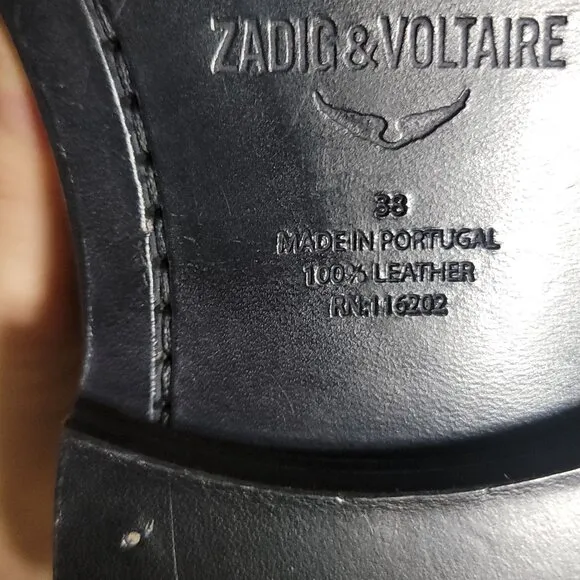 ZADIG&VOLTAIRE
38
MADE IN PORTUGAL
100% LEATHER
RN:116202